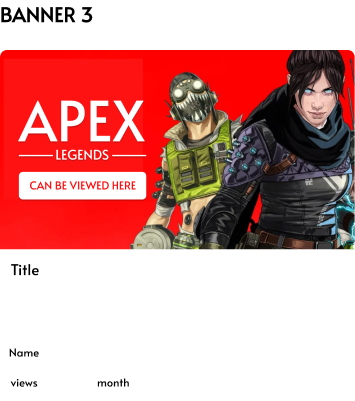 BANNER 3
APEX
LEGENDS
CAN BE VIEWED HERE
Title
Name
views month